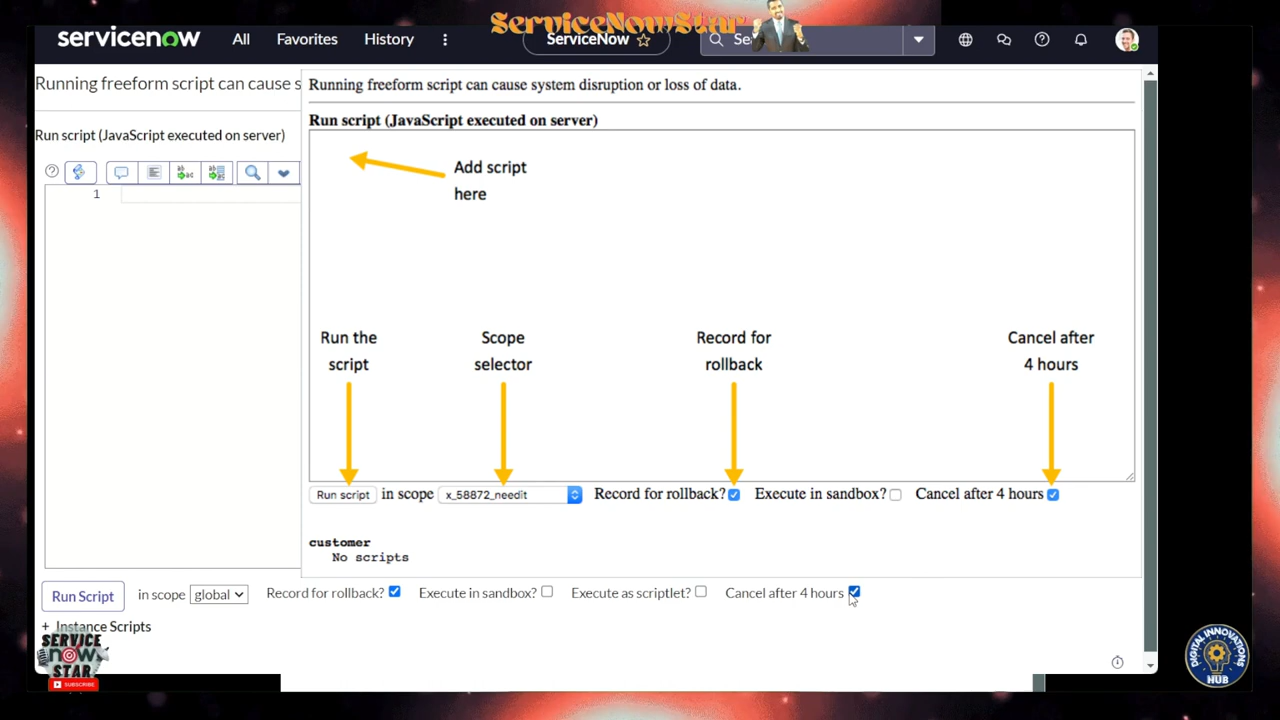 ServiceNowStar
servicenow All Favorites History ServiceNow Se
Running freeform script can cause s
Running freeform script can cause system disruption or loss of data.
Run script (JavaScript executed on server)
Run script (JavaScript executed on server)
1
Add script
here
Run the
script
Scope
selector
Record for
rollback
Cancel after
4 hours
Run script in scope x_58872_needit Record for rollback? Execute in sandbox? Cancel after 4 hours
customer
No scripts
Run Script in scope global Record for rollback? Execute in sandbox? Execute as scriptlet? Cancel after 4 hours
+ Instance Scripts
SERVICE
NOW
STAR
SUBSCRIBE
DIGITAL INNOVATIONS
HUB